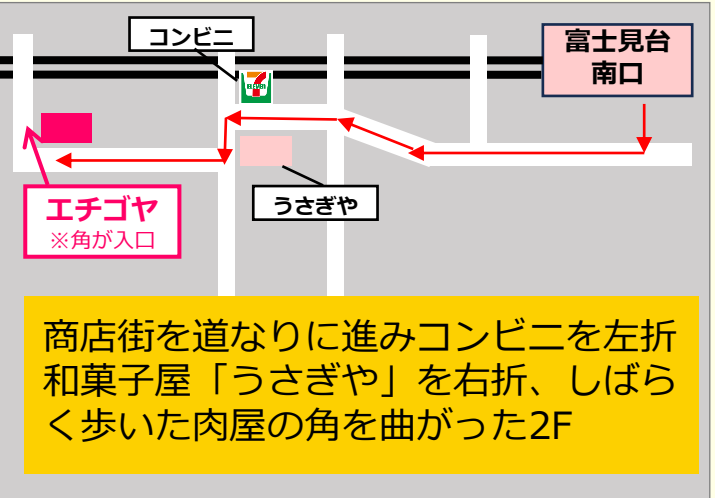 コンビニ
富士見台
南口
7
ELEVEn
うさぎや
エチゴヤ
※角が入口
商店街を道なりに進みコンビニを左折
和菓子屋「うさぎや」を右折、しばら
く歩いた肉屋の角を曲がった2F